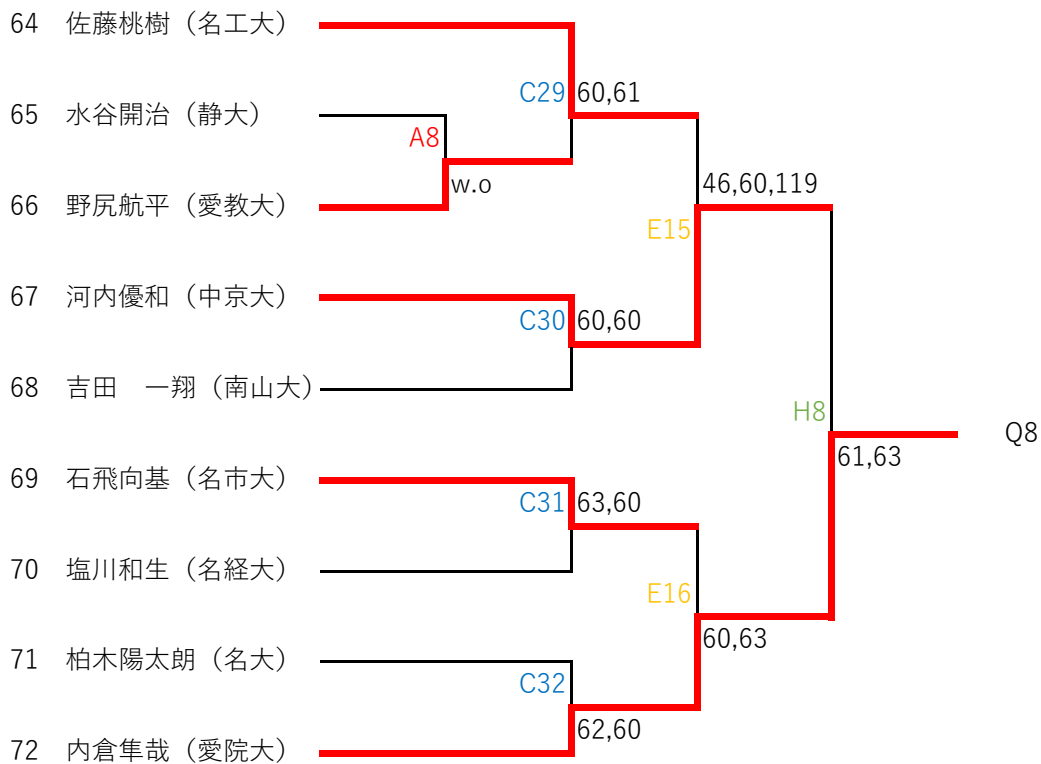 64 佐藤桃樹（名工大）
C29 60,61
65 水谷開治（静大）
A8
w.o
46,60,119
66 野尻航平（愛教大）
E15
67 河内優和（中京大）
C30 60,60
68 吉田　一翔（南山大）
H8
Q8
61,63
69 石飛向基（名市大）
C31 63,60
70 塩川和生（名経大）
E16
60,63
71 柏木陽太朗（名大）
C32
62,60
72 内倉隼哉（愛院大）